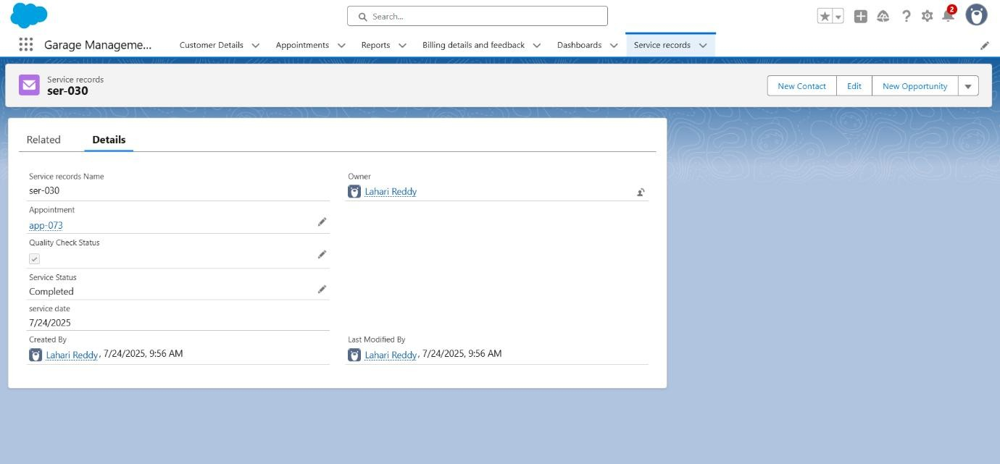 Search...
2
Garage Manageme...
Customer Details
Appointments
Reports
Billing details and feedback
Dashboards
Service records
Service records
ser-030
New Contact
Edit
New Opportunity
Related
Details
Service records Name
ser-030
Owner
Lahari Reddy
Appointment
app-073
Quality Check Status
Service Status
Completed
service date
7/24/2025
Created By
Lahari Reddy, 7/24/2025, 9:56 AM
Last Modified By
Lahari Reddy, 7/24/2025, 9:56 AM